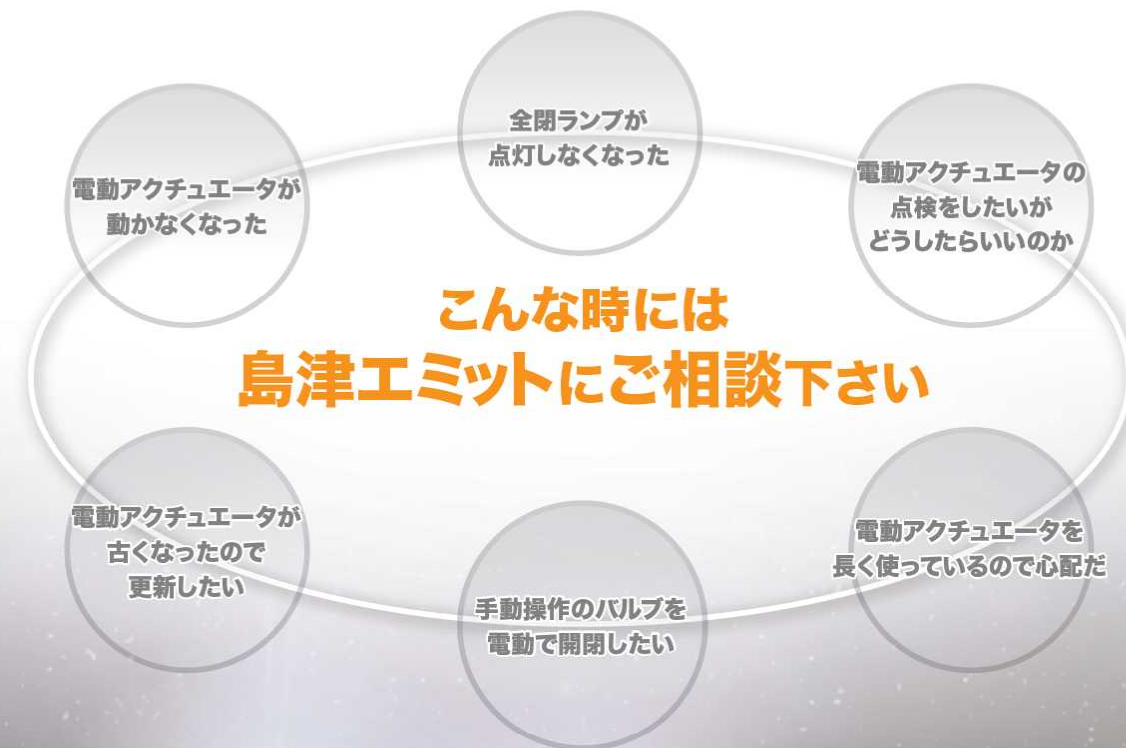 全閉ランプが
点灯しなくなった
電動アクチュエータが
動かなくなった
電動アクチュエータの
点検をしたいが
どうしたらいいのか
こんな時には
島津エミットにご相談下さい
電動アクチュエータが
古くなったので
更新したい
手動操作のバルブを
電動で開閉したい
電動アクチュエータを
長く使っているので心配だ